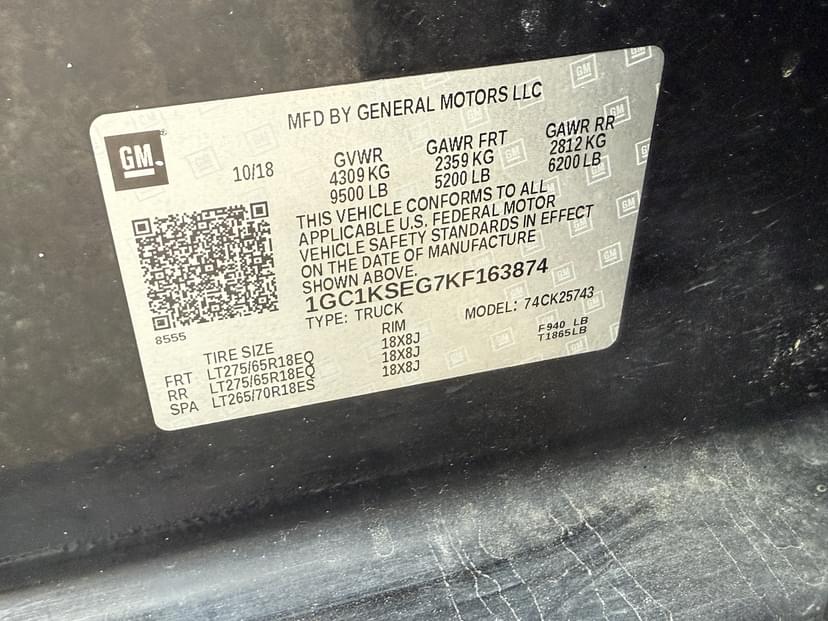 MFD BY GENERAL MOTORS LLC
GM
10/18
GVWR
4309 KG
9500 LB
GAWR FRT
2359 KG
5200 LB
GAWR RR
2812 KG
6200 LB
THIS VEHICLE CONFORMS TO ALL
APPLICABLE U.S. FEDERAL MOTOR
VEHICLE SAFETY STANDARDS IN EFFECT
ON THE DATE OF MANUFACTURE
SHOWN ABOVE.
1GC1KSEG7KF163874
TYPE: TRUCK MODEL: 74CK25743
8555
TIRE SIZE RIM
FRT LT275/65R18EQ 18X8J
RR LT275/65R18EQ 18X8J
SPA LT265/70R18ES 18X8J
F940 LB
T1865LB